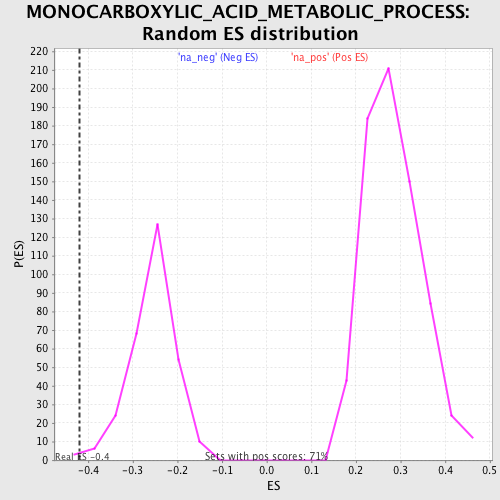 MONOCARBOXYLIC_ACID_METABOLIC_PROCESS:
Random ES distribution
'na_neg' (Neg ES) 'na_pos' (Pos ES)
220
210
200
190
180
170
160
150
140
130
120
110
100
90
80
70
60
50
40
30
20
10
0
P(ES)
Real ES -0.4
Sets with pos scores: 71%
-0.4 -0.3 -0.2 -0.1 0.0 0.1 0.2 0.3 0.4 0.5
ES